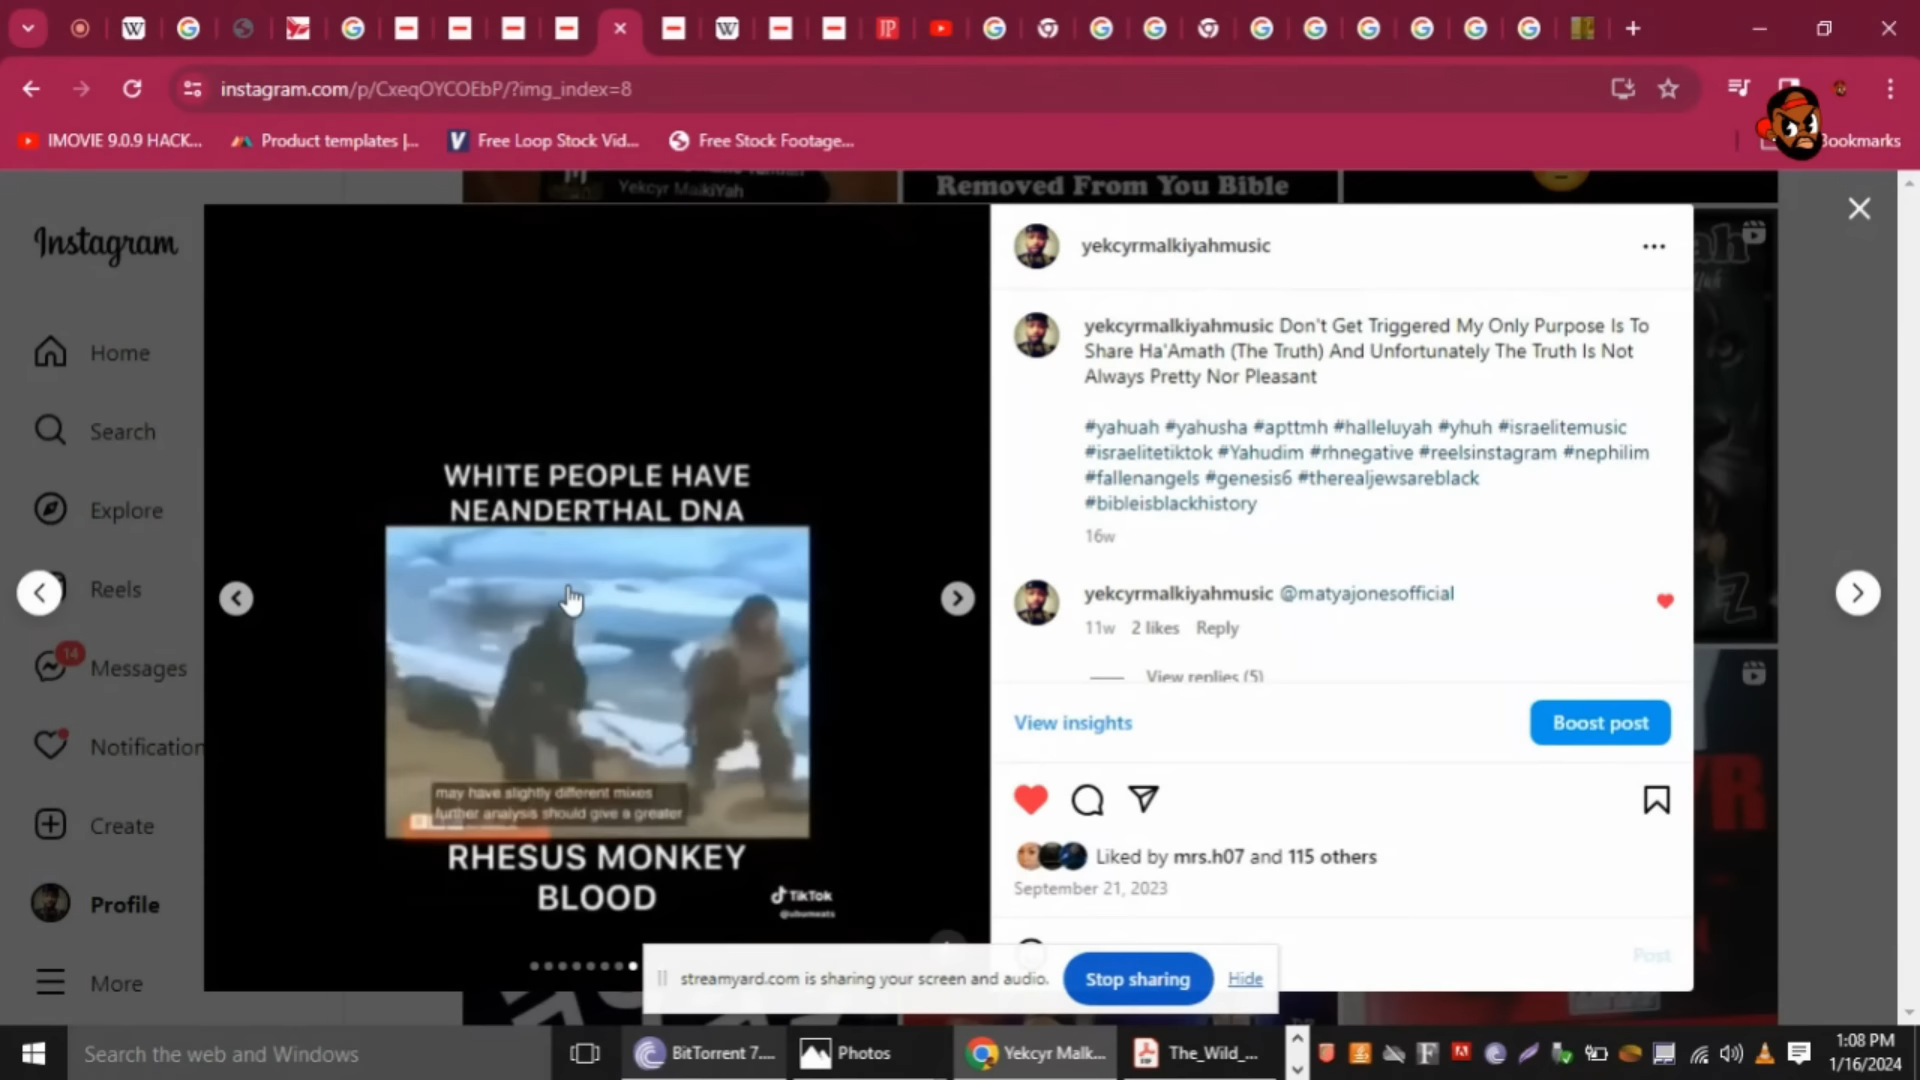 instagram.com/p/CxeqOYCOEbP/?img_index=8
IMOVIE 9.0.9 HACK...
Product templates |...
Free Loop Stock Vid...
Free Stock Footage...
Bookmarks
Yekcyr MalkiYah
Removed From You Bible
Instagram
Home
Search
Explore
Reels
14
Messages
Notification
Create
Profile
More
WHITE PEOPLE HAVE
NEANDERTHAL DNA
may have slightly different mixes
further analysis should give a greater
RHESUS MONKEY
BLOOD
TikTok
yekcyrmalkiyahmusic
yekcyrmalkiyahmusic Don't Get Triggered My Only Purpose Is To
Share Ha'Amath (The Truth) And Unfortunately The Truth Is Not
Always Pretty Nor Pleasant
#yahuah #yahusha #apttmh #halleluyah #yhuh #israelitemusic
#israelitetiktok #Yahudim #rhnegative #reelsinstagram #nephilim
#fallenangels #genesis6 #therealjewsareblack
#bibleisblackhistory
16w
yekcyrmalkiyahmusic @matyajonesofficial
11w 2 likes Reply
View replies (5)
View insights
Boost post
Liked by mrs.h07 and 115 others
September 21, 2023
Post
streamyard.com is sharing your screen and audio.
Stop sharing
Hide
Search the web and Windows
BitTorrent 7....
Photos
Yekcyr Malk...
The_Wild_...
1:08 PM
1/16/2024